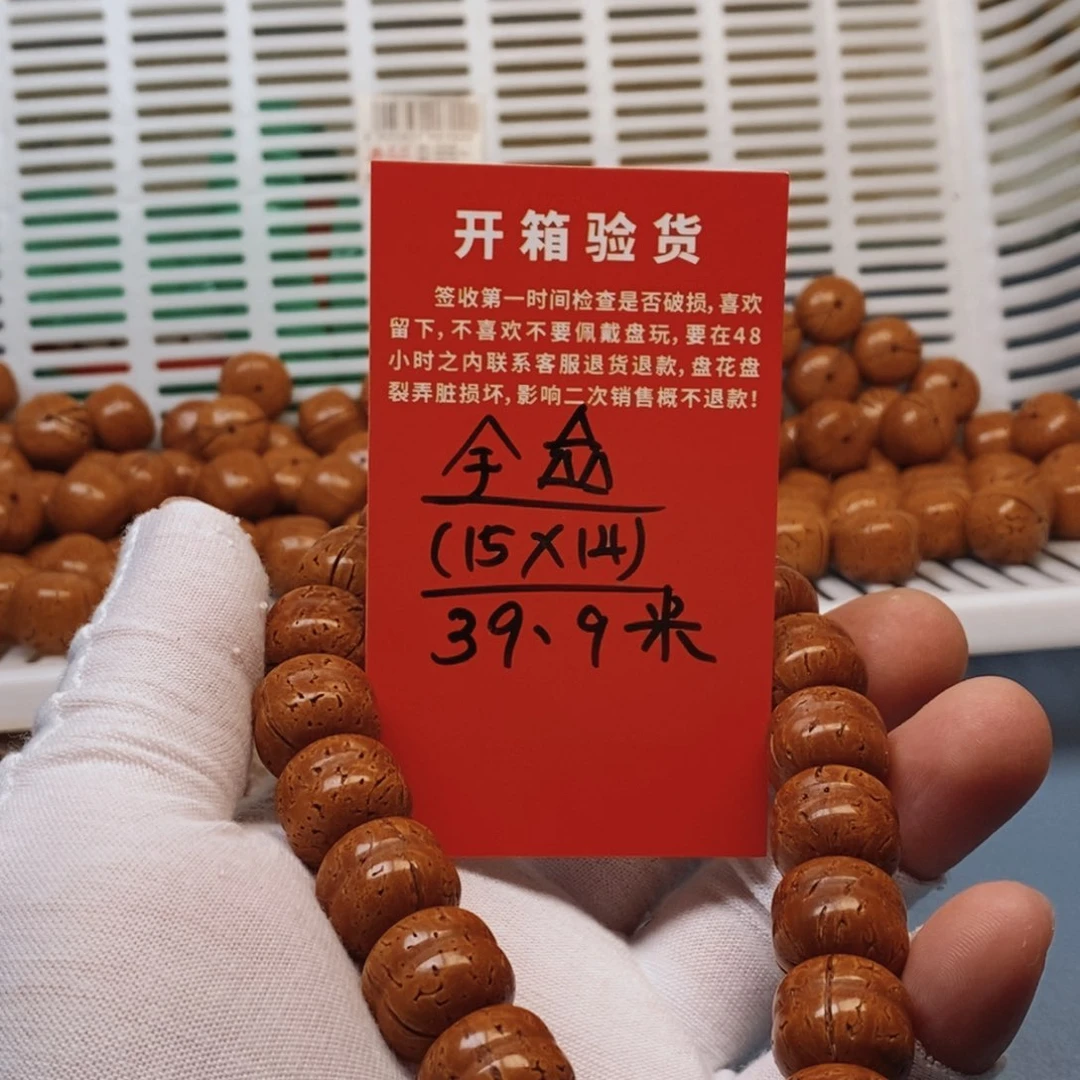 开箱验货
签收第一时间检查是否破损,喜欢
留下,不喜欢不要佩戴盘玩,要在48
小时之内联系客服退货退款,盘花盘
裂弄脏损坏,影响二次销售概不退款!
(15X14)
39、9米